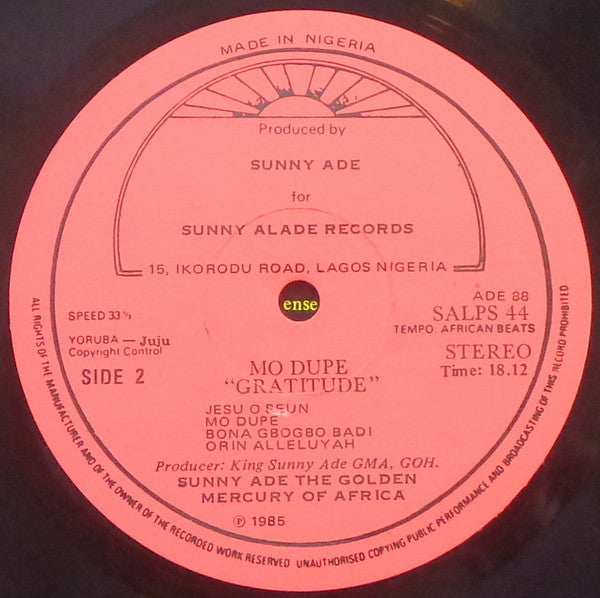 MADE IN NIGERIA
Produced by
SUNNY ADE
for
SUNNY ALADE RECORDS
15, IKORODU ROAD, LAGOS NIGERIA
ense
SPEED 33⅓
ADE 88
SALPS 44
TEMPO: AFRICAN BEATS
YORUBA — Juju
Copyright Control
STEREO
SIDE 2
Time: 18.12
MO DUPE
"GRATITUDE"
JESU O SEUN
MO DUPE
BONA GBOGBO BADI
ORIN ALLELUYAH
Producer: King Sunny Ade GMA, GOH.
SUNNY ADE THE GOLDEN
MERCURY OF AFRICA
℗ 1985
ALL RIGHTS OF THE MANUFACTURER AND OF THE OWNER OF THE RECORDED WORK RESERVED UNAUTHORISED COPYING PUBLIC PERFORMANCE AND BROADCASTING OF THIS RECORD PROHIBITED